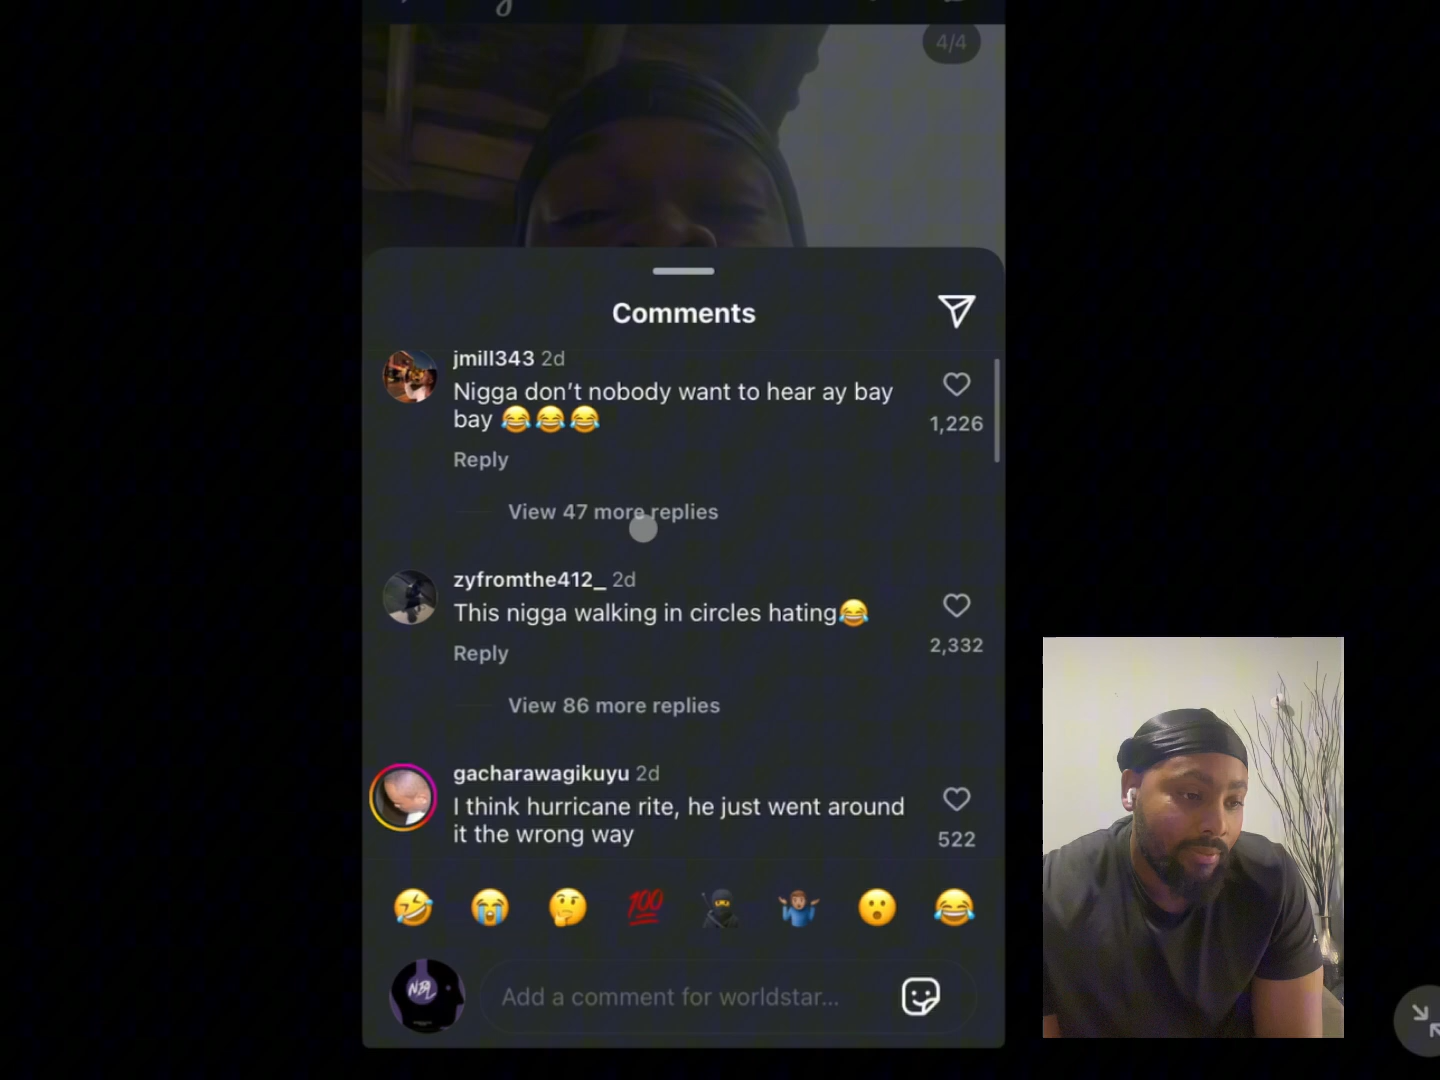 4/4
Comments
jmill343 2d
Nigga don't nobody want to hear ay bay
bay 😂😂😂
1,226
Reply
View 47 more replies
zyfromthe412_ 2d
This nigga walking in circles hating😂
2,332
Reply
View 86 more replies
gacharawagikuyu 2d
I think hurricane rite, he just went around
it the wrong way
522
Add a comment for worldstar...